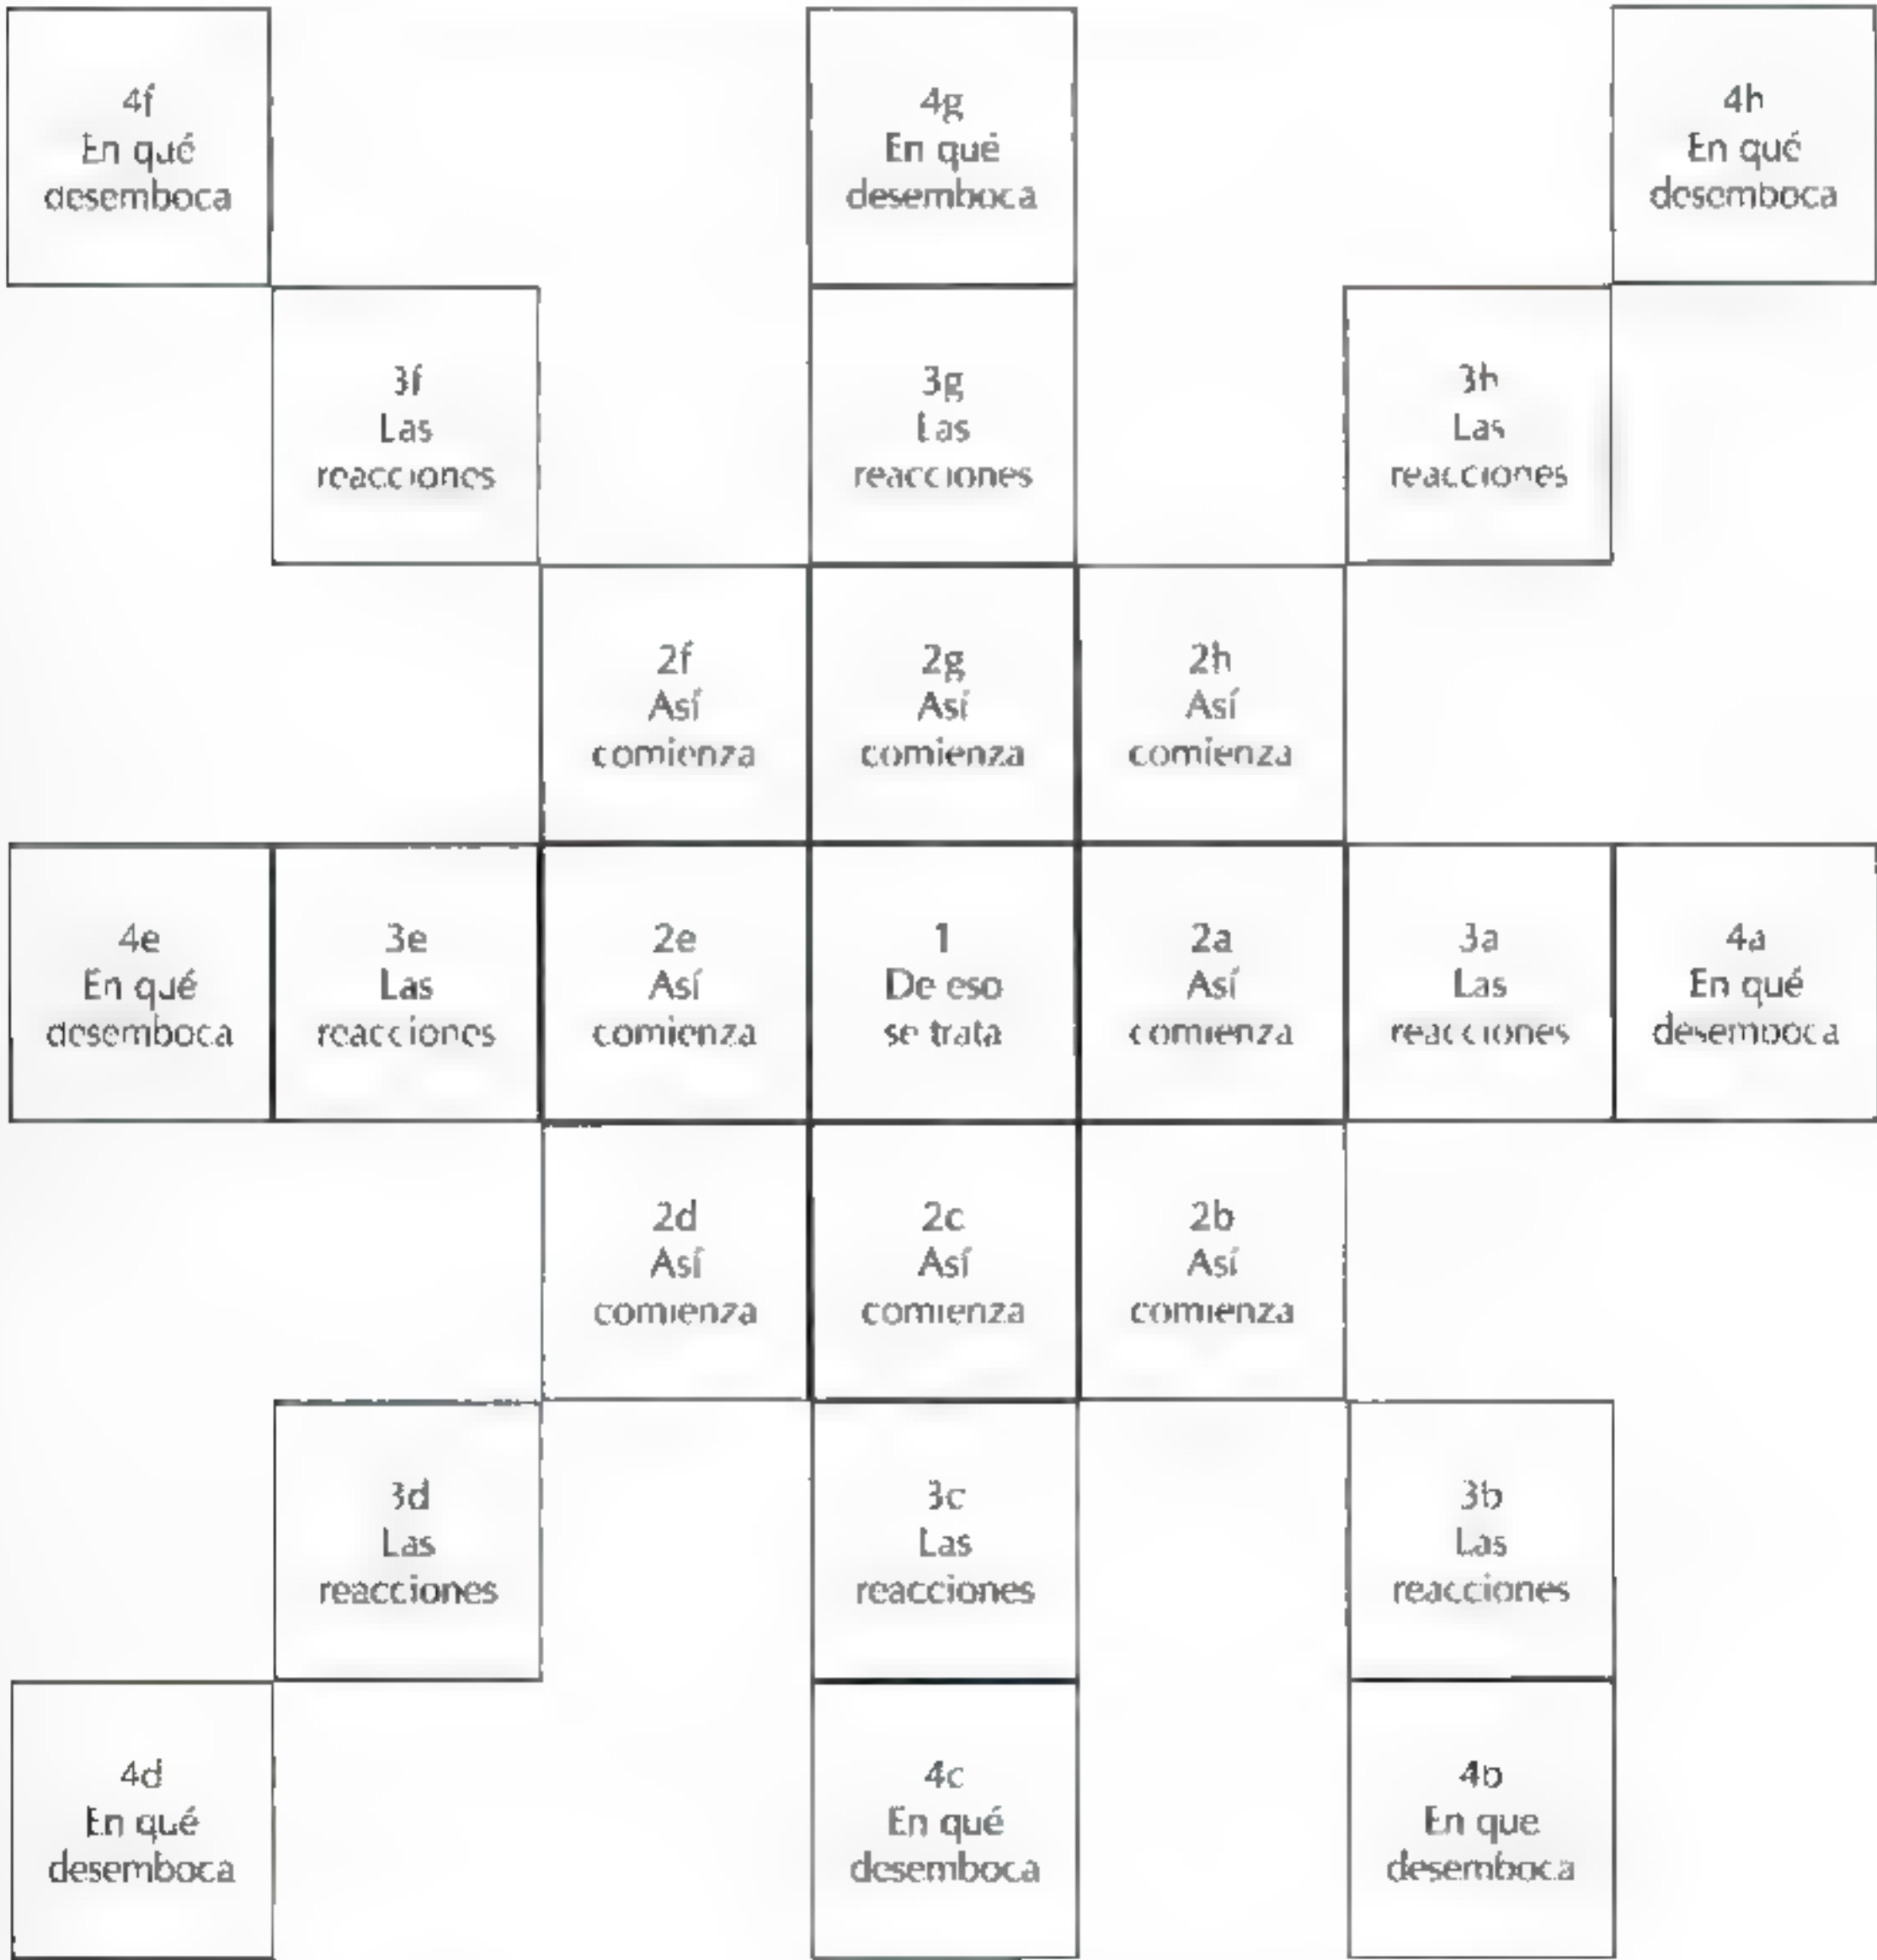 4f
En qué
desemboca
4g
En qué
desemboca
4h
En qué
desemboca
3f
Las
reacciones
3g
Las
reacciones
3h
Las
reacciones
2f
Así
comienza
2g
Así
comienza
2h
Así
comienza
4e
En qué
desemboca
3e
Las
reacciones
2e
Así
comienza
1
De eso
se trata
2a
Así
comienza
3a
Las
reacciones
4a
En qué
desemboca
2d
Así
comienza
2c
Así
comienza
2b
Así
comienza
3d
Las
reacciones
3c
Las
reacciones
3b
Las
reacciones
4d
En qué
desemboca
4c
En qué
desemboca
4b
En que
desemboca